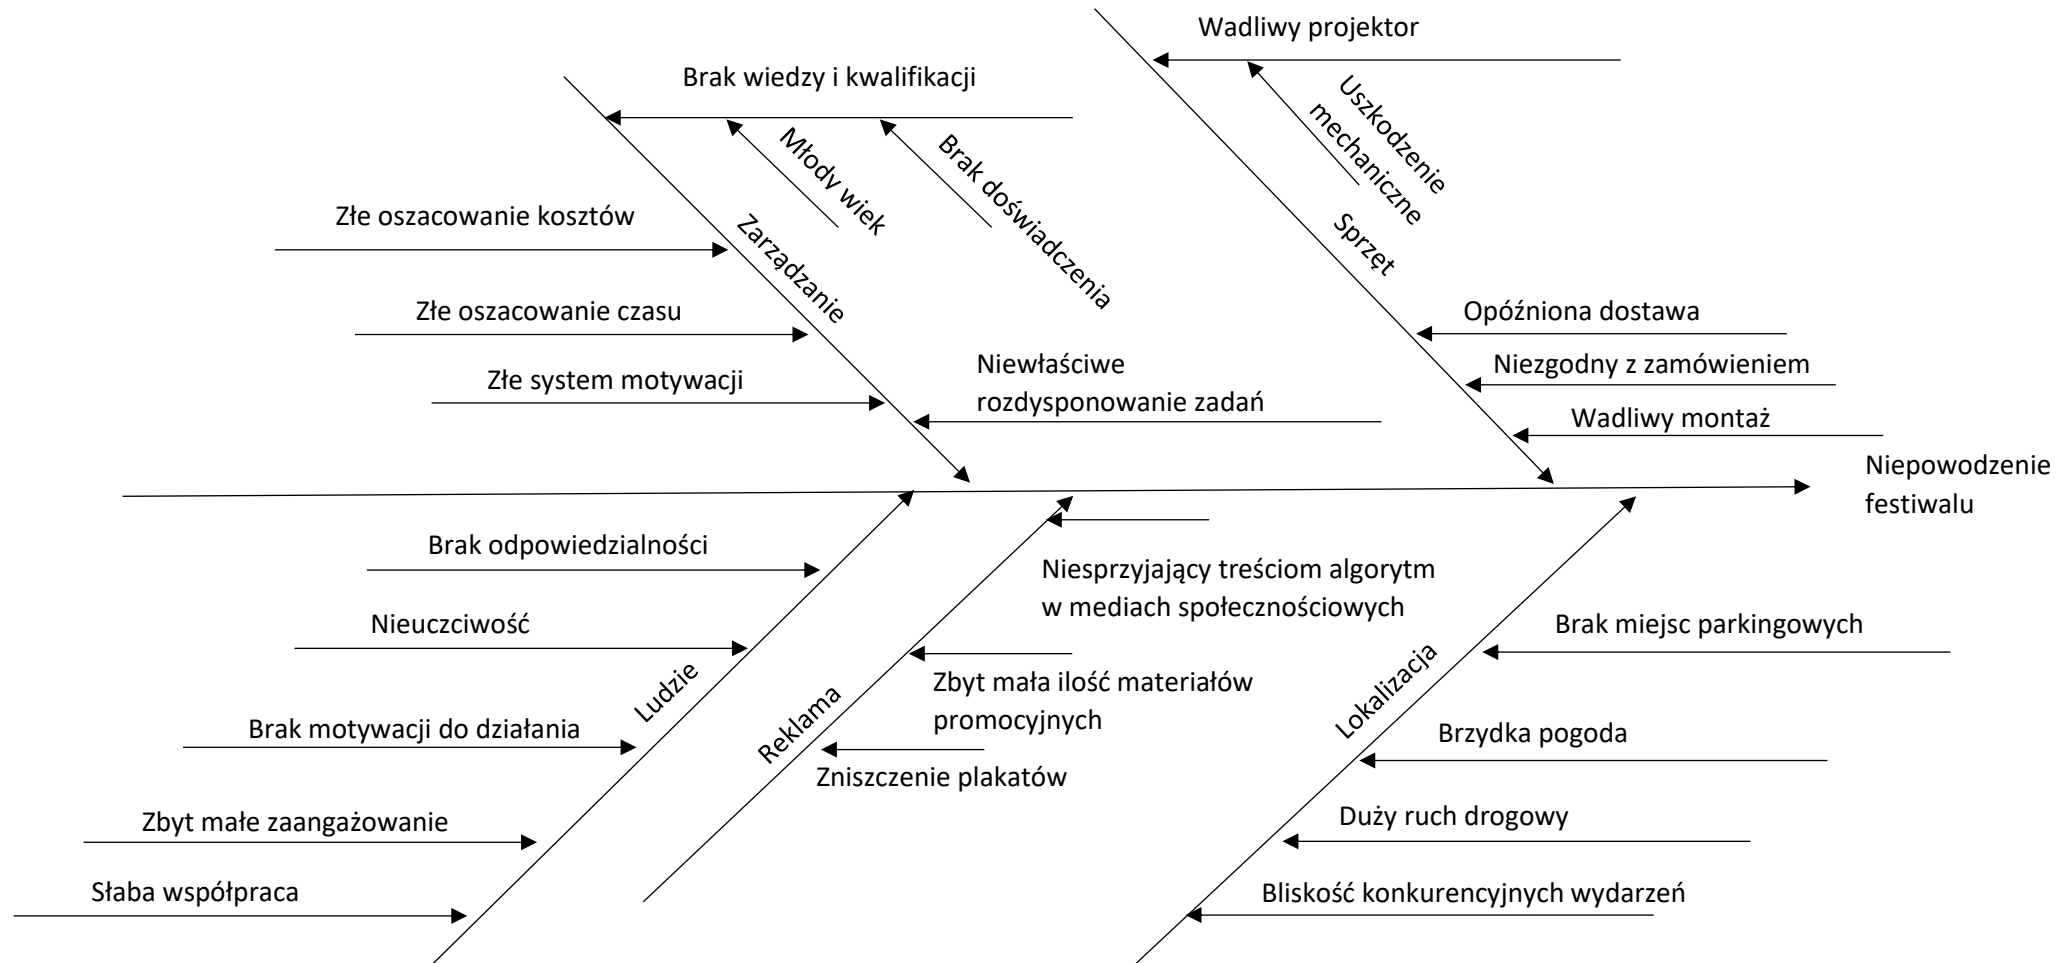 Wadliwy projektor
Uszkodzenie
mechaniczne
Brak wiedzy i kwalifikacji
Młody wiek
Brak doświadczenia
Złe oszacowanie kosztów
Zarządzanie
Sprzęt
Złe oszacowanie czasu
Opóźniona dostawa
Złe system motywacji
Niewłaściwe
rozdysponowanie zadań
Niezgodny z zamówieniem
Wadliwy montaż
Niepowodzenie
festiwalu
Brak odpowiedzialności
Niesprzyjający treściom algorytm
w mediach społecznościowych
Nieuczciwość
Brak miejsc parkingowych
Ludzie
Zbyt mała ilość materiałów
promocyjnych
Reklama
Lokalizacja
Brak motywacji do działania
Brzydka pogoda
Zniszczenie plakatów
Zbyt małe zaangażowanie
Duży ruch drogowy
Słaba współpraca
Bliskość konkurencyjnych wydarzeń